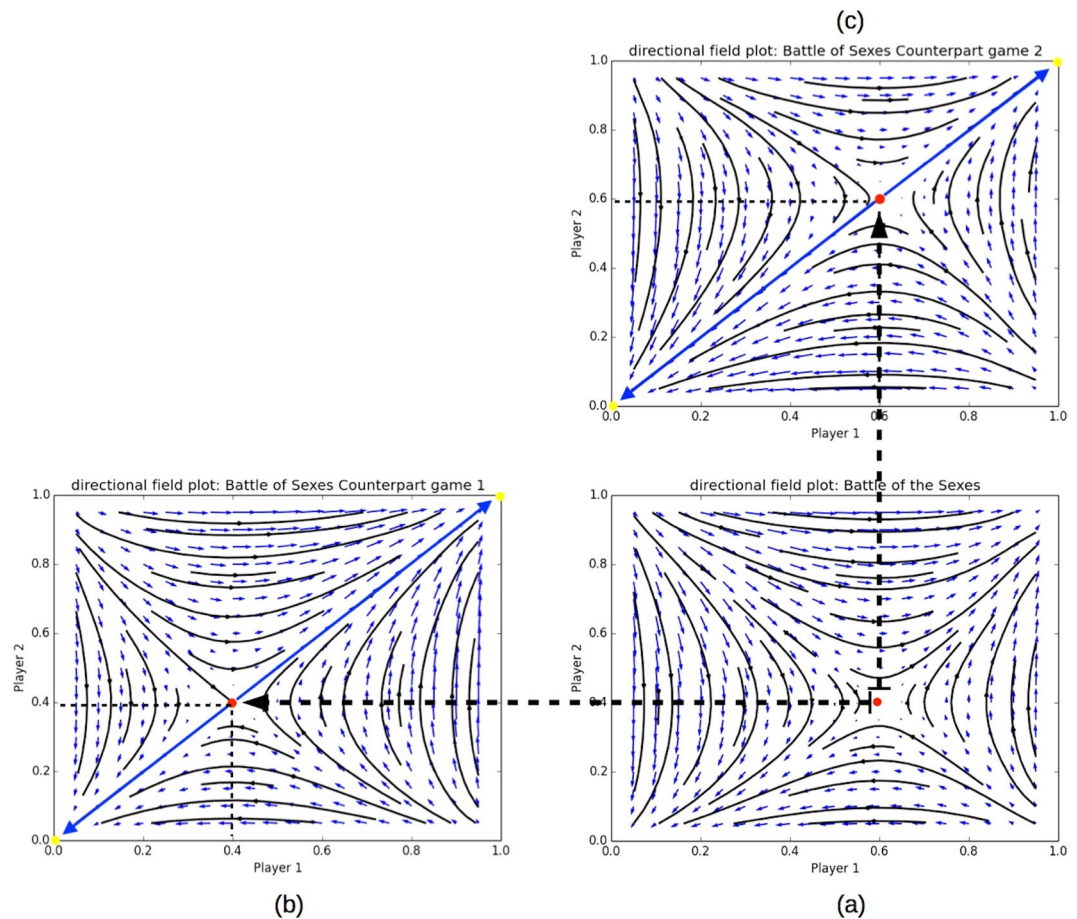 (c)
directional field plot: Battle of Sexes Counterpart game 2
1.0
0.8
0.6
0.4
0.2
0.0
Player 2
0.0 0.2 0.4 0.6 0.8 1.0
Player 1
directional field plot: Battle of Sexes Counterpart game 1
1.0
0.8
0.6
0.4
0.2
0.0
Player 2
0.0 0.2 0.4 0.6 0.8 1.0
Player 1
(b)
directional field plot: Battle of the Sexes
1.0
0.8
0.6
0.4
0.2
0.0
Player 2
0.0 0.2 0.4 0.6 0.8 1.0
Player 1
(a)